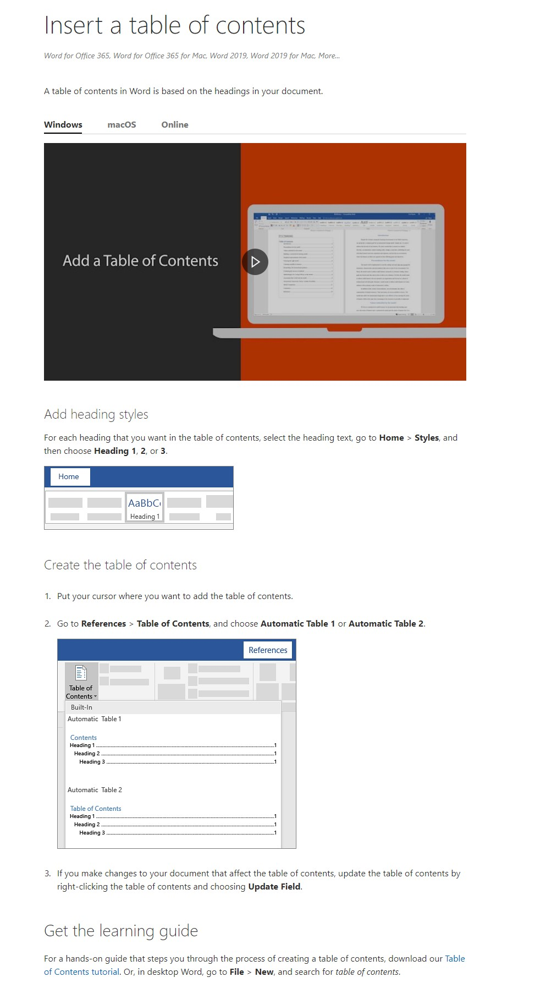 Insert a table of contents
Word for Office 365, Word for Office 365 for Mac, Word 2019, Word 2019 for Mac, More...
A table of contents in Word is based on the headings in your document.
Windows macOS Online
Add a Table of Contents
Add heading styles
For each heading that you want in the table of contents, select the heading text, go to Home > Styles, and
then choose Heading 1, 2, or 3.
Home
AaBbC
Heading 1
Create the table of contents
1. Put your cursor where you want to add the table of contents.
2. Go to References > Table of Contents, and choose Automatic Table 1 or Automatic Table 2.
References
Table of
Contents
Built-In
Automatic Table 1
Contents
Heading 1 1
Heading 2 1
Heading 3 1
Automatic Table 2
Table of Contents
Heading 1 1
Heading 2 1
Heading 3 1
3. If you make changes to your document that affect the table of contents, update the table of contents by
right-clicking the table of contents and choosing Update Field.
Get the learning guide
For a hands-on guide that steps you through the process of creating a table of contents, download our Table
of Contents tutorial. Or, in desktop Word, go to File > New, and search for table of contents.